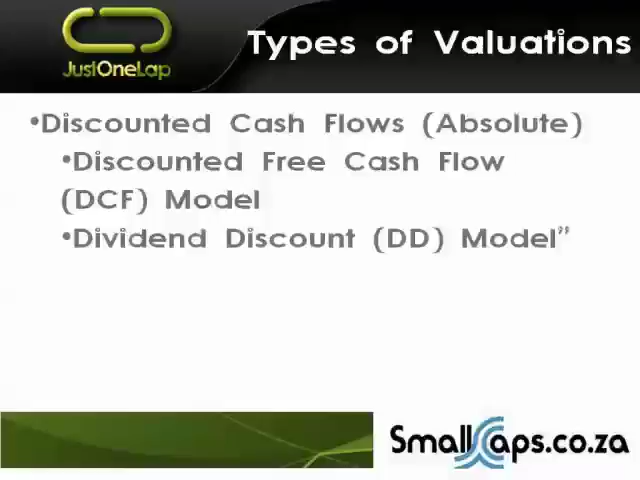 JustOneLap
Types of Valuations
•Discounted Cash Flows (Absolute)
•Discounted Free Cash Flow
(DCF) Model
•Dividend Discount (DD) Model”
SmallCaps.co.za